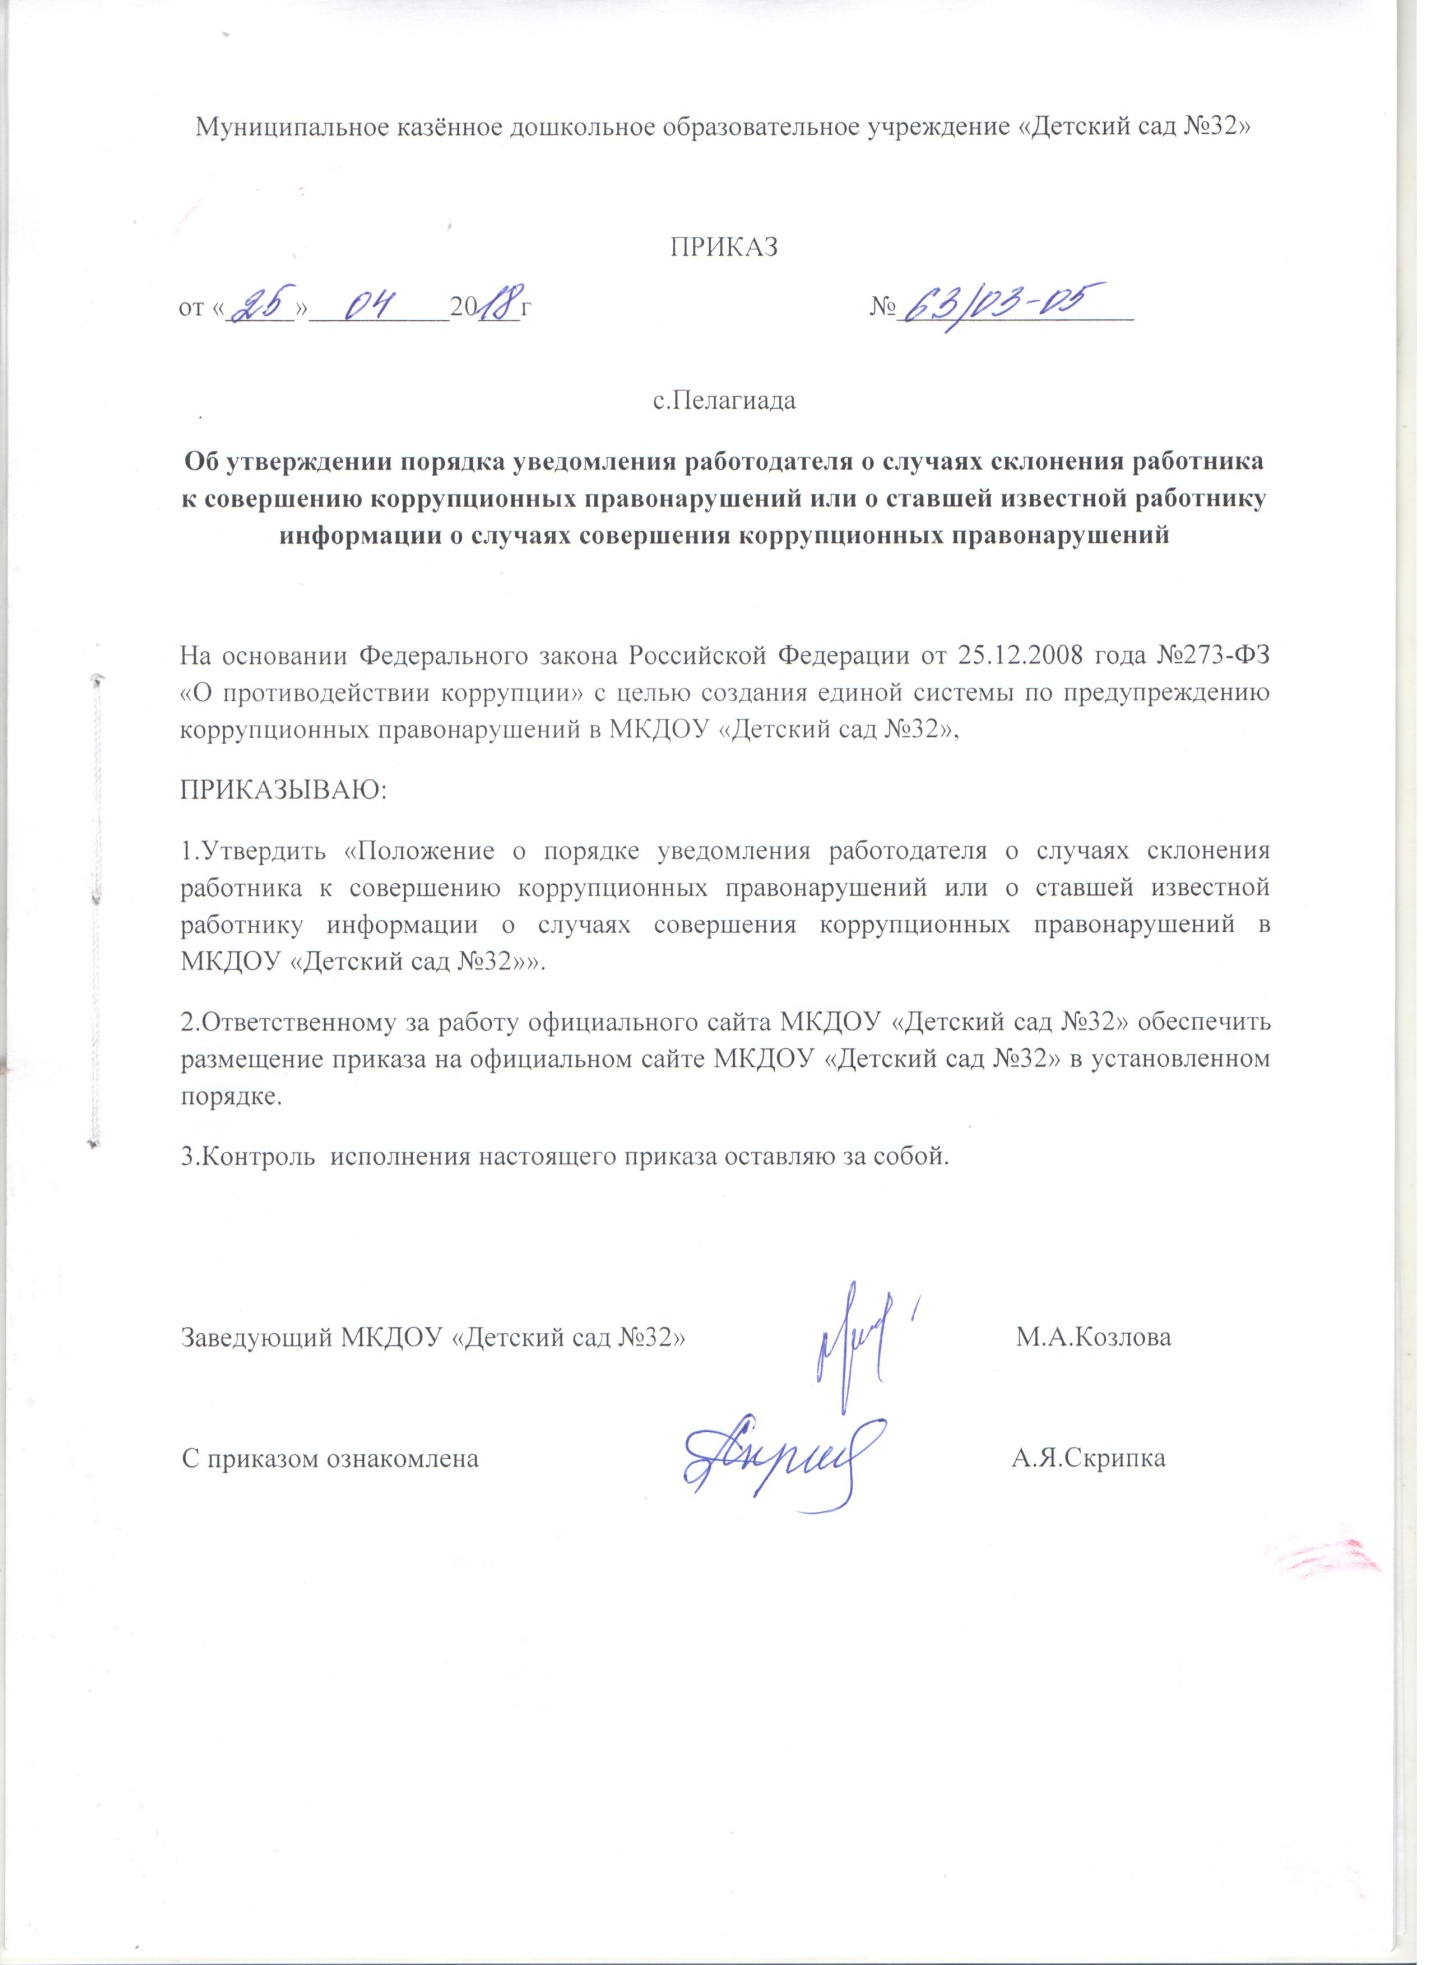 Муниципальное казённое дошкольное образовательное учреждение «Детский сад №32»
ПРИКАЗ
от «25» 04 2018г №63/03-05
с.Пелагиада
Об утверждении порядка уведомления работодателя о случаях склонения работника
к совершению коррупционных правонарушений или о ставшей известной работнику
информации о случаях совершения коррупционных правонарушений
На основании Федерального закона Российской Федерации от 25.12.2008 года №273-ФЗ
«О противодействии коррупции» с целью создания единой системы по предупреждению
коррупционных правонарушений в МКДОУ «Детский сад №32»,
ПРИКАЗЫВАЮ:
1.Утвердить «Положение о порядке уведомления работодателя о случаях склонения
работника к совершению коррупционных правонарушений или о ставшей известной
работнику информации о случаях совершения коррупционных правонарушений в
МКДОУ «Детский сад №32»».
2.Ответственному за работу официального сайта МКДОУ «Детский сад №32» обеспечить
размещение приказа на официальном сайте МКДОУ «Детский сад №32» в установленном
порядке.
3.Контроль исполнения настоящего приказа оставляю за собой.
Заведующий МКДОУ «Детский сад №32» М.А.Козлова
С приказом ознакомлена А.Я.Скрипка